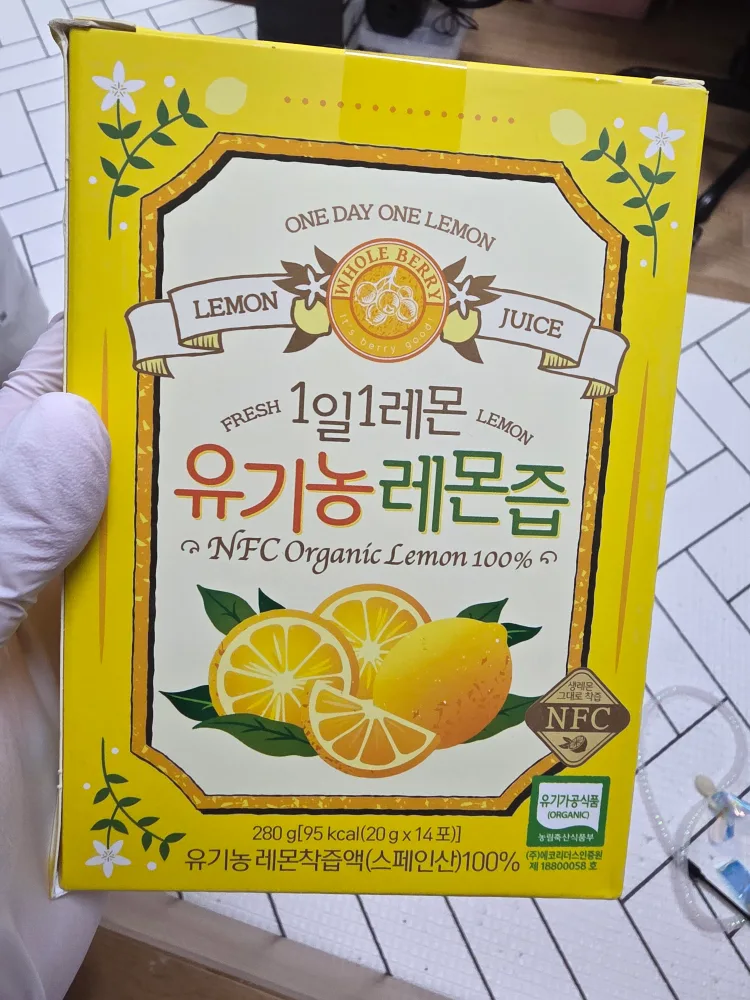 ONE DAY ONE LEMON
WHOLE BERRY
it's berry good!
LEMON
JUICE
FRESH
1일1레몬
LEMON
유기농레몬즙
NFC Organic Lemon 100%
생레몬
그대로 착즙
NFC
유기가공식품
(ORGANIC)
농림축산식품부
280 g[95 kcal(20 g x 14 포)]
유기농 레몬착즙액(스페인산)100%
(주)에코리더스인증원
제 18800058 호